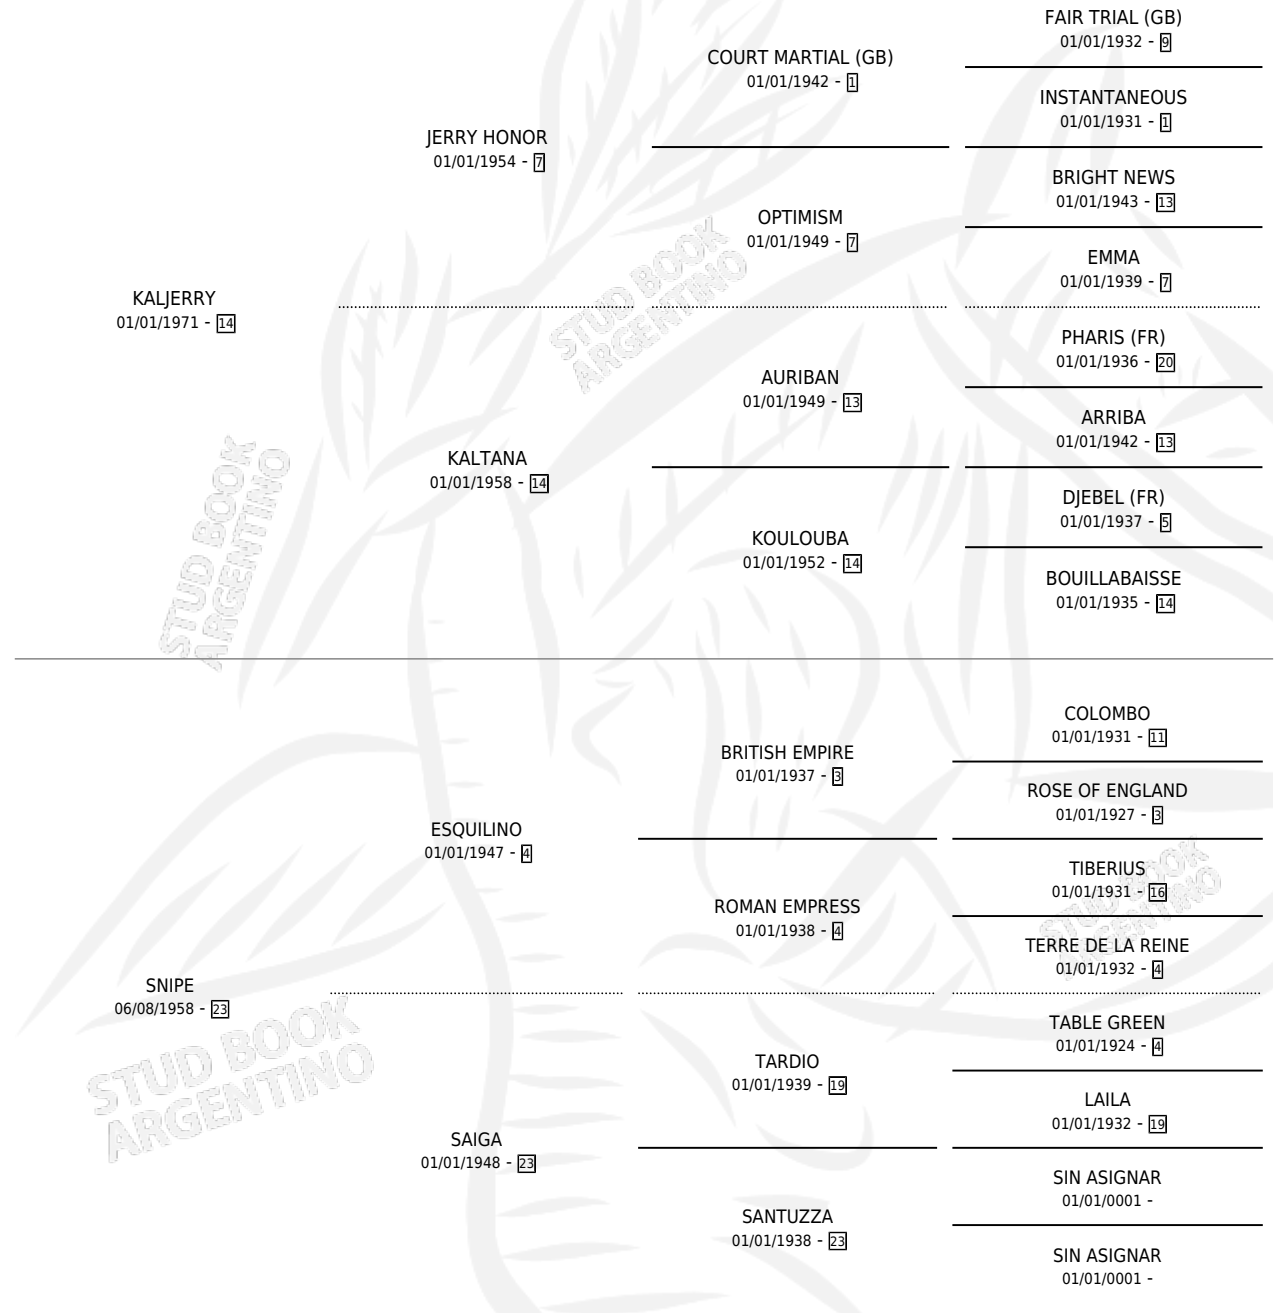 FAIR TRIAL (GB)
01/01/1932 - 9
COURT MARTIAL (GB)
01/01/1942 - 1
INSTANTANEOUS
01/01/1931 - 1
JERRY HONOR
01/01/1954 - 7
BRIGHT NEWS
01/01/1943 - 13
OPTIMISM
01/01/1949 - 7
EMMA
01/01/1939 - 7
KALJERRY
01/01/1971 - 14
STUD BOOK
ARGENTINO
PHARIS (FR)
01/01/1936 - 20
AURIBAN
01/01/1949 - 13
ARRIBA
01/01/1942 - 13
KALTANA
01/01/1958 - 14
STUD BOOK
ARGENTINO
DJEBEL (FR)
01/01/1937 - 5
KOULOUBA
01/01/1952 - 14
BOUILLABAISSE
01/01/1935 - 14
COLOMBO
01/01/1931 - 11
BRITISH EMPIRE
01/01/1937 - 3
ROSE OF ENGLAND
01/01/1927 - 3
ESQUILINO
01/01/1947 - 4
TIBERIUS
01/01/1931 - 16
STUD BOOK
ARGENTINO
ROMAN EMPRESS
01/01/1938 - 4
TERRE DE LA REINE
01/01/1932 - 4
SNIPE
06/08/1958 - 23
STUD BOOK
ARGENTINO
TABLE GREEN
01/01/1924 - 4
TARDIO
01/01/1939 - 19
LAILA
01/01/1932 - 19
SAIGA
01/01/1948 - 23
SIN ASIGNAR
01/01/0001 -
SANTUZZA
01/01/1938 - 23
SIN ASIGNAR
01/01/0001 -